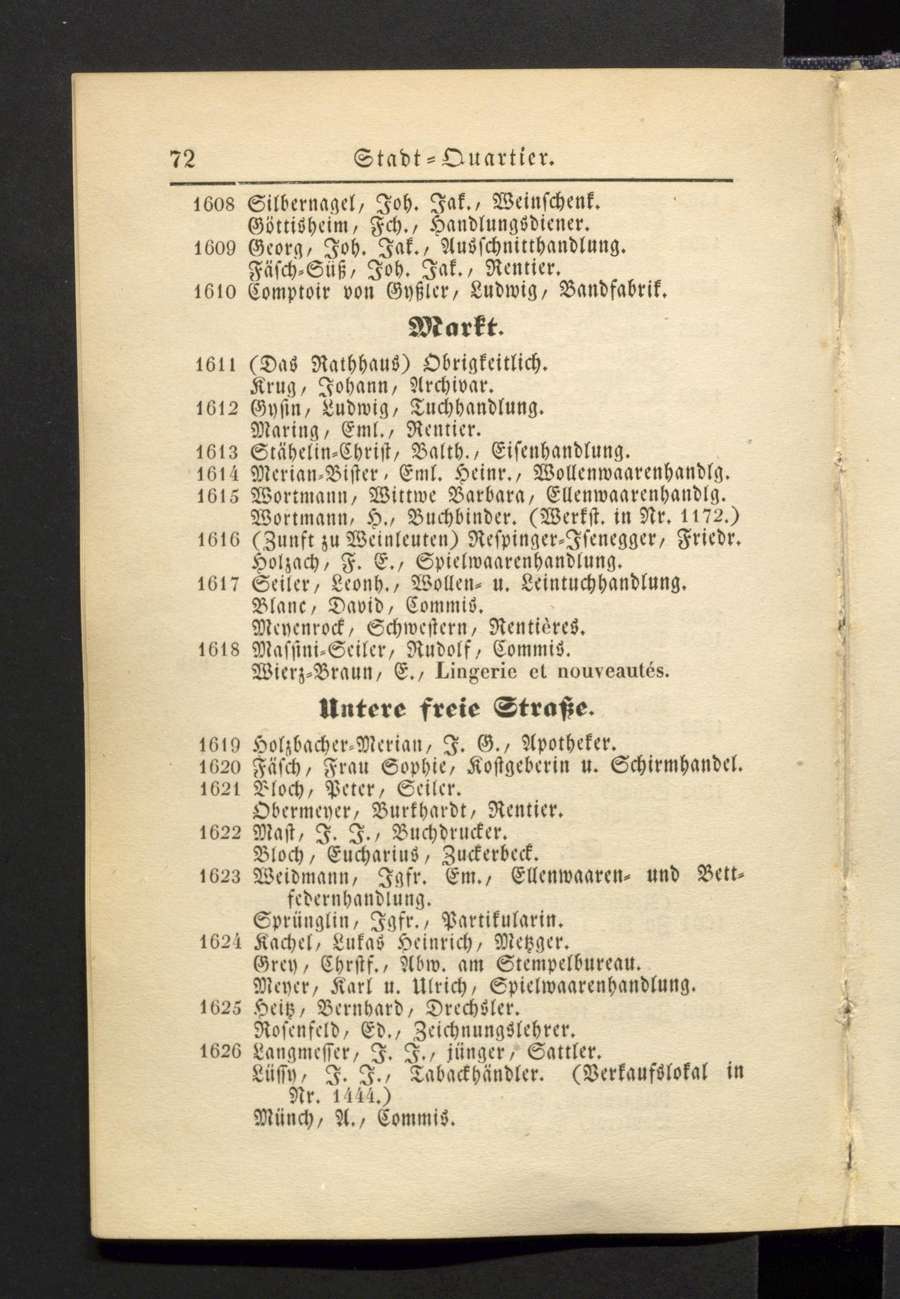 72 Stadt-Quartier.
1608 Silbernagel, Joh. Jak., Weinschenk.
Göttisheim, Fch., Handlungsdiener.
1609 Georg, Joh. Jak., Ausschnitthandlung.
Fäsch-Süß, Joh. Jak., Rentier.
1610 Comptoir von Gyßler, Ludwig, Bandfabrik.
Markt.
1611 (Das Rathhaus) Obrigkeitlich.
Krug, Johann, Archivar.
1612 Gysin, Ludwig, Tuchhandlung.
Maring, Eml., Rentier.
1613 Stähelin-Christ, Balth., Eisenhandlung.
1614 Merian-Bister, Eml. Heinr., Wollenwaarenhandlg.
1615 Wortmann, Wittwe Barbara, Ellenwaarenhandlg.
Wortmann, H., Buchbinder. (Werkst. in Nr. 1172.)
1616 (Zunft zu Weinleuten) Respinger-Isenegger, Friedr.
Holzach, F. E., Spielwaarenhandlung.
1617 Seiler, Leonh., Wollen- u. Leintuchhandlung.
Blanc, David, Commis.
Meyenrock, Schwestern, Rentières.
1618 Massini-Seiler, Rudolf, Commis.
Wierz-Braun, E., Lingerie et nouveautés.
Untere freie Straße.
1619 Holzbacher-Merian, J. G., Apotheker.
1620 Fäsch, Frau Sophie, Kostgeberin u. Schirmhandel.
1621 Bloch, Peter, Seiler.
Obermeyer, Burkhardt, Rentier.
1622 Mast, J. J., Buchdrucker.
Bloch, Eucharius, Zuckerbeck.
1623 Weidmann, Jgfr. Em., Ellenwaaren- und Bett-
federnhandlung.
Sprünglin, Jgfr., Partikularin.
1624 Kachel, Lukas Heinrich, Metzger.
Grey, Chrstf., Abw. am Stempelbureau.
Meyer, Karl u. Ulrich, Spielwaarenhandlung.
1625 Heitz, Bernhard, Drechsler.
Rosenfeld, Ed., Zeichnungslehrer.
1626 Langmesser, J. J., jünger, Sattler.
Lüssy, J. J., Tabackhändler. (Verkaufslokal in
Nr. 1444.)
Münch, A., Commis.